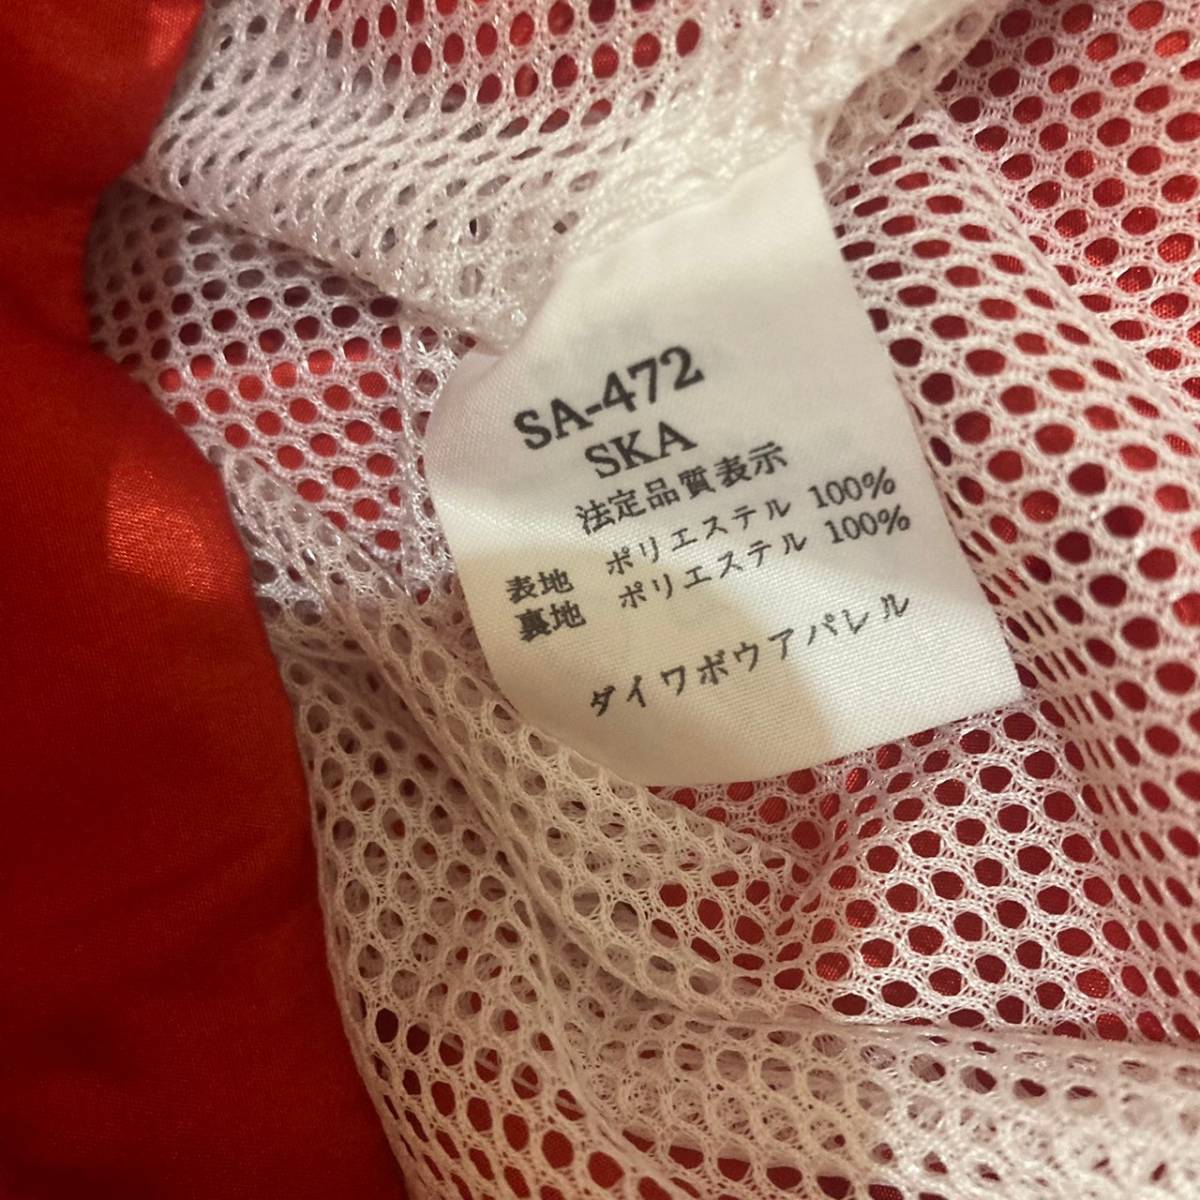 SA-472
SKA
法定品質表示
表地 ポリエステル 100%
裏地 ポリエステル 100%
ダイワボウアパレル